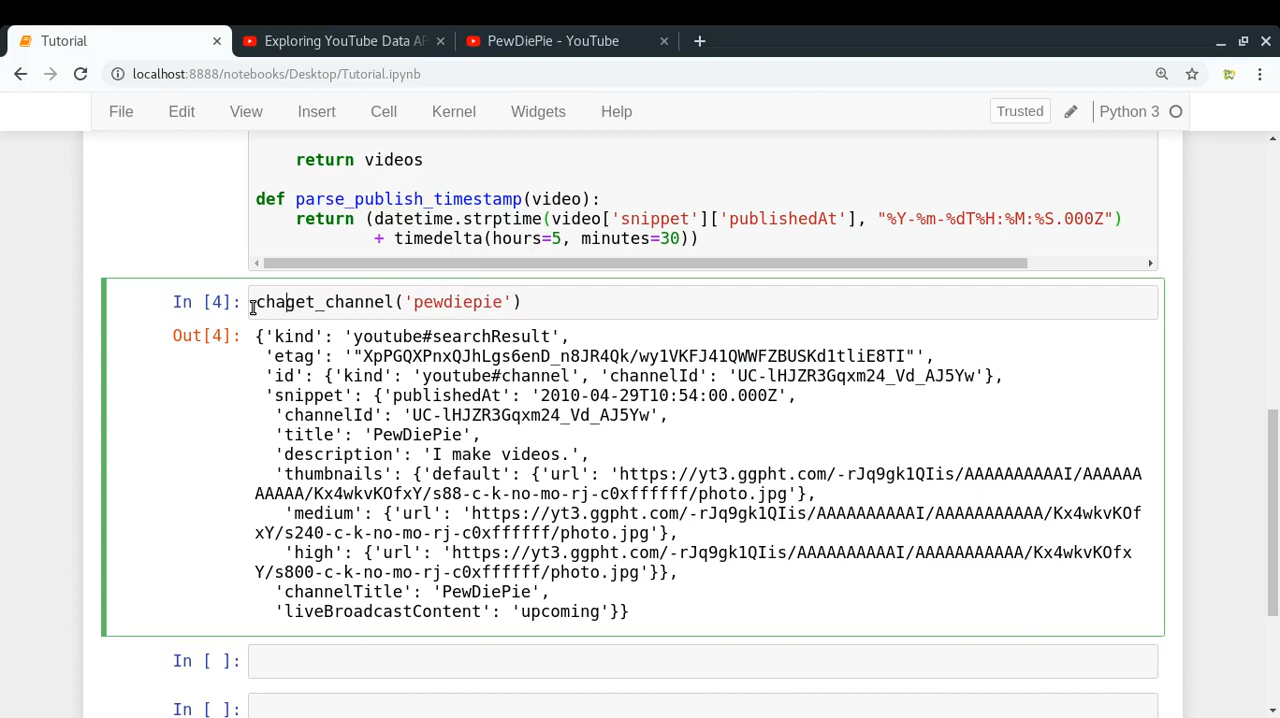 Tutorial
Exploring YouTube Data AP
PewDiePie - YouTube
localhost:8888/notebooks/Desktop/Tutorial.ipynb
File Edit View Insert Cell Kernel Widgets Help Trusted Python 3
return videos
def parse_publish_timestamp(video):
return (datetime.strptime(video['snippet']['publishedAt'], "%Y-%m-%dT%H:%M:%S.000Z")
+ timedelta(hours=5, minutes=30))
In [4]: chaget_channel('pewdiepie')
Out[4]: {'kind': 'youtube#searchResult',
'etag': '"XpPGQXPnxQJhLgs6enD_n8JR4Qk/wy1VKFJ41QWWFZBUSKd1tliE8TI"',
'id': {'kind': 'youtube#channel', 'channelId': 'UC-lHJZR3Gqxm24_Vd_AJ5Yw'},
'snippet': {'publishedAt': '2010-04-29T10:54:00.000Z',
'channelId': 'UC-lHJZR3Gqxm24_Vd_AJ5Yw',
'title': 'PewDiePie',
'description': 'I make videos.',
'thumbnails': {'default': {'url': 'https://yt3.ggpht.com/-rJq9gk1QIis/AAAAAAAAAAI/AAAAAA
AAAAA/Kx4wkvKOfxY/s88-c-k-no-mo-rj-c0xffffff/photo.jpg'},
'medium': {'url': 'https://yt3.ggpht.com/-rJq9gk1QIis/AAAAAAAAAAI/AAAAAAAAAAA/Kx4wkvKOf
xY/s240-c-k-no-mo-rj-c0xffffff/photo.jpg'},
'high': {'url': 'https://yt3.ggpht.com/-rJq9gk1QIis/AAAAAAAAAAI/AAAAAAAAAAA/Kx4wkvKOfx
Y/s800-c-k-no-mo-rj-c0xffffff/photo.jpg'}},
'channelTitle': 'PewDiePie',
'liveBroadcastContent': 'upcoming'}}
In [ ]:
In [ ]: